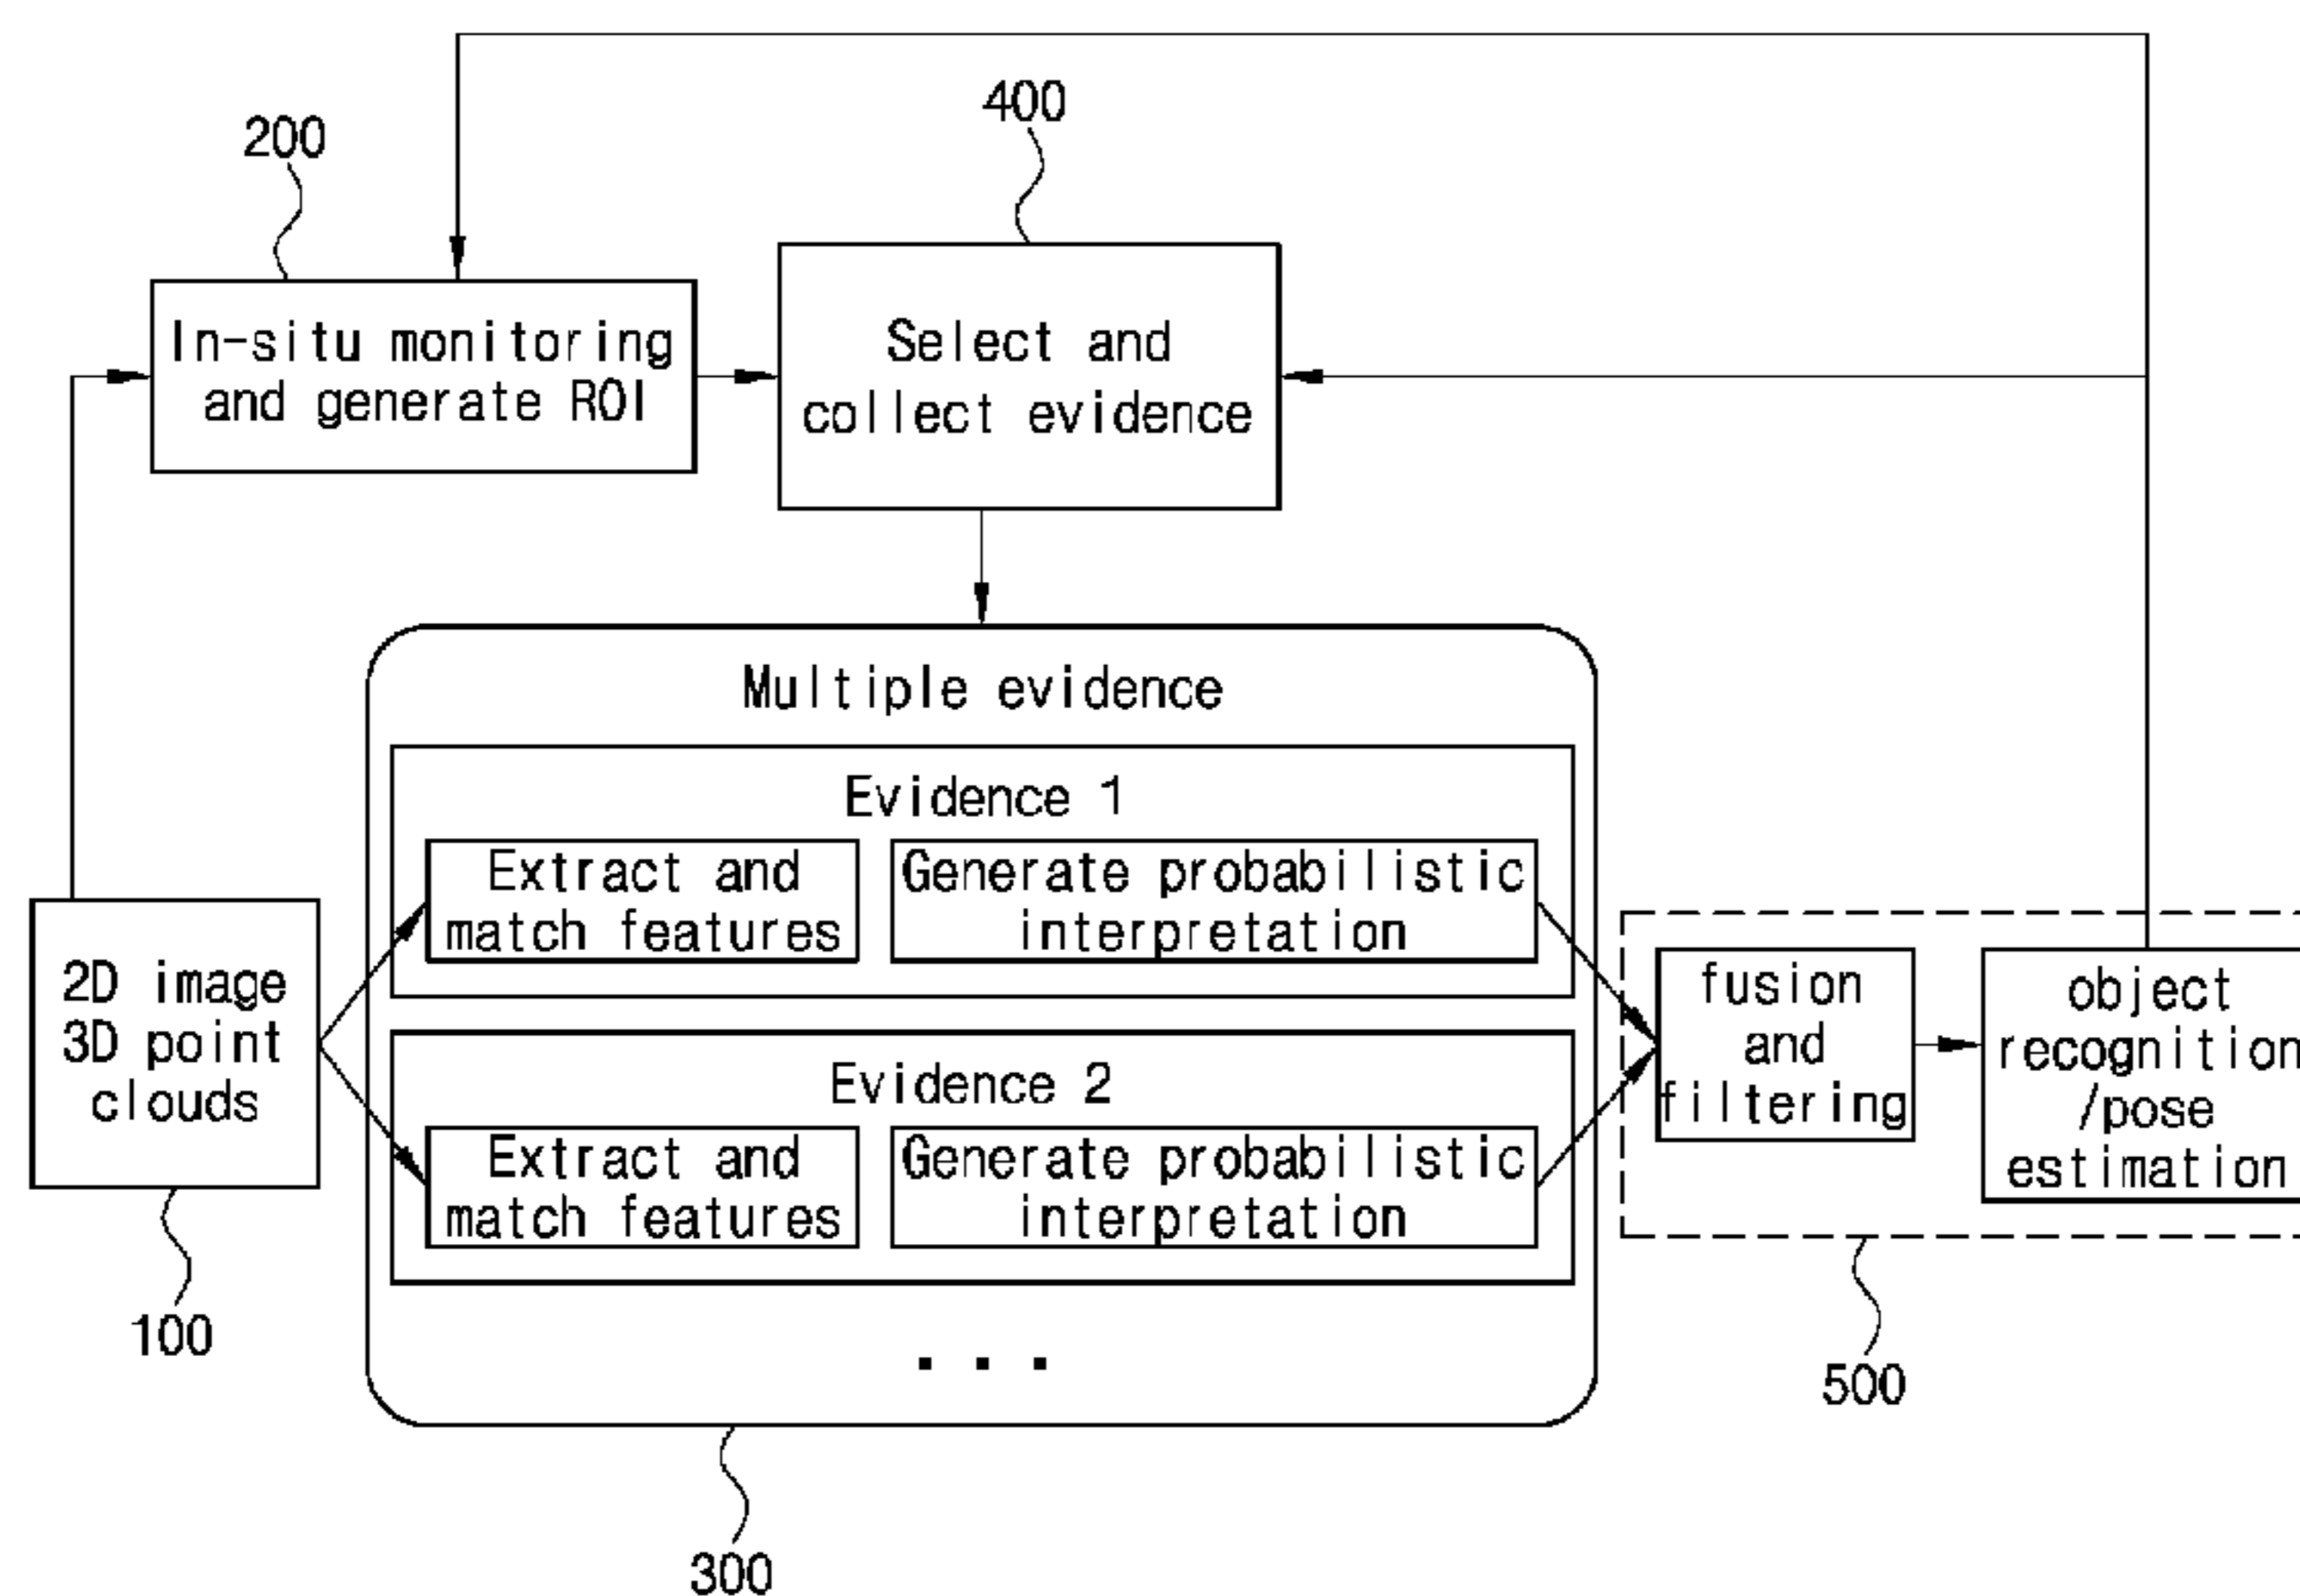 400
200
In-situ monitoring
and generate ROI
Select and
collect evidence
Multiple evidence
Evidence 1
Extract and
match features
Generate probabilistic
interpretation
2D image
3D point
clouds
Evidence 2
Extract and
match features
Generate probabilistic
interpretation
fusion
and
filtering
object
recognition
/pose
estimation
...
100
500
300